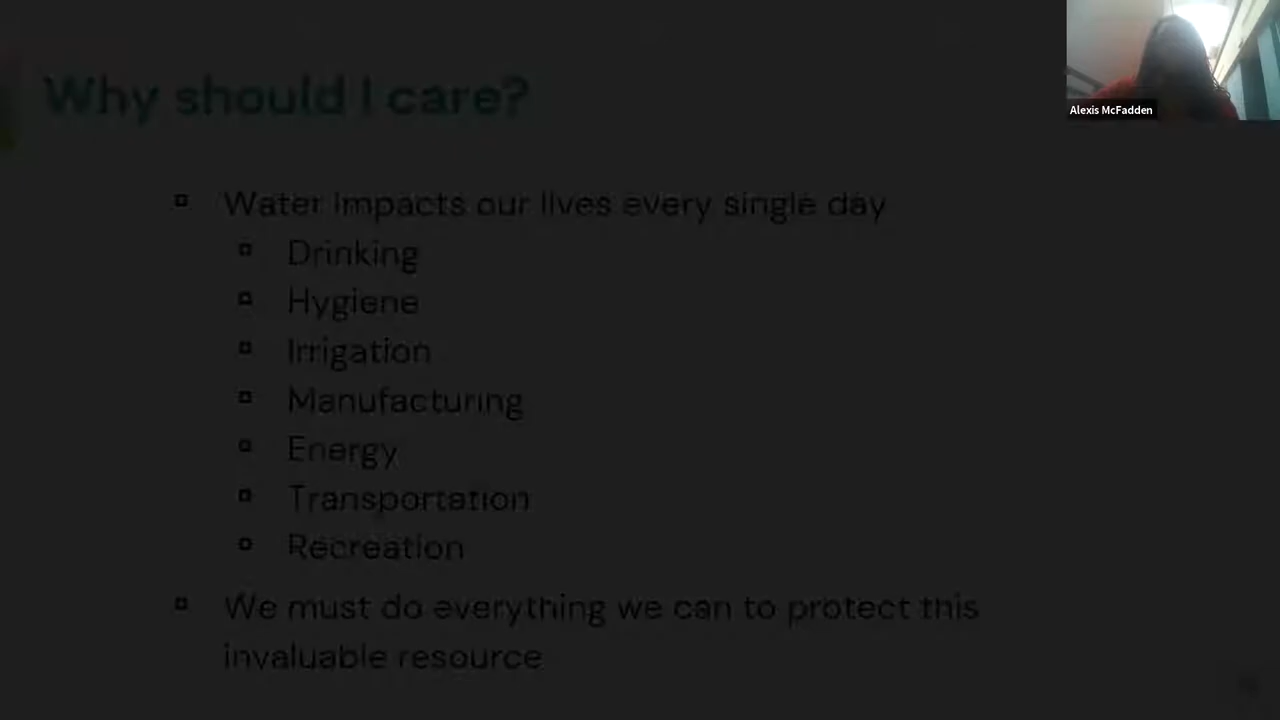 Alexis McFadden
Why should I care?
Water impacts our lives every single day
Drinking
Hygiene
Irrigation
Manufacturing
Energy
Transportation
Recreation
We must do everything we can to protect this
invaluable resource